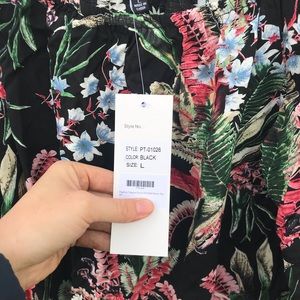 Style No.
STYLE: PT-01026
COLOR: BLACK
SIZE: L